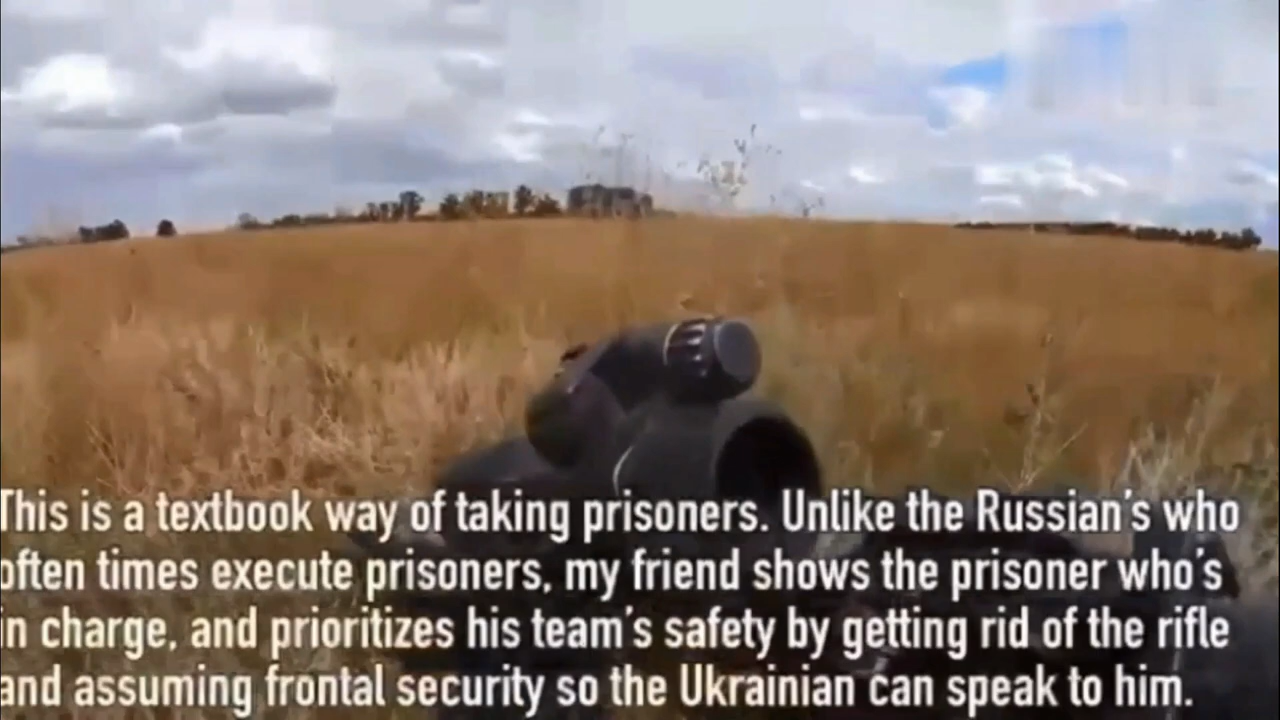 This is a textbook way of taking prisoners. Unlike the Russian's who
often times execute prisoners, my friend shows the prisoner who's
in charge, and prioritizes his team's safety by getting rid of the rifle
and assuming frontal security so the Ukrainian can speak to him.